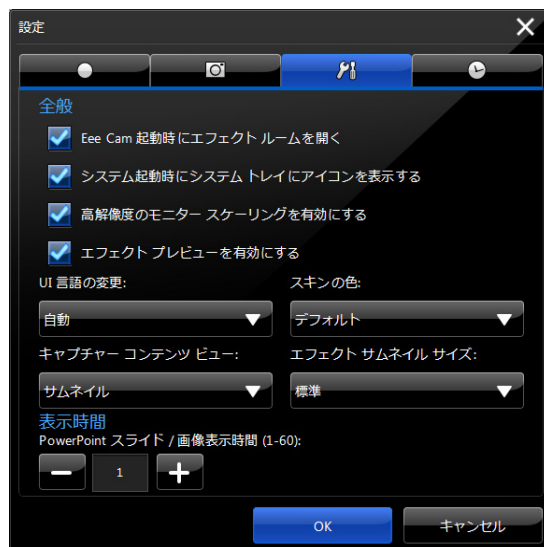 設定
全般
Eee Cam 起動時にエフェクト ルームを開く
システム起動時にシステム トレイにアイコンを表示する
高解像度のモニター スケーリングを有効にする
エフェクト プレビューを有効にする
UI 言語の変更: スキンの色:
自動 デフォルト
キャプチャー コンテンツ ビュー: エフェクト サムネイル サイズ:
サムネイル 標準
表示時間
PowerPoint スライド / 画像表示時間 (1-60):
1
OK キャンセル